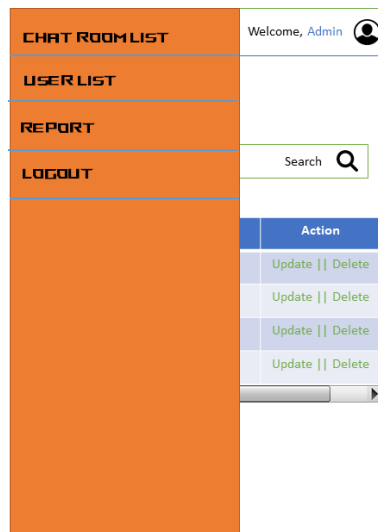 CHAT ROOM LIST
Welcome, Admin
USER LIST
REPORT
Search
LOGOUT
Action
Update || Delete
Update || Delete
Update || Delete
Update || Delete